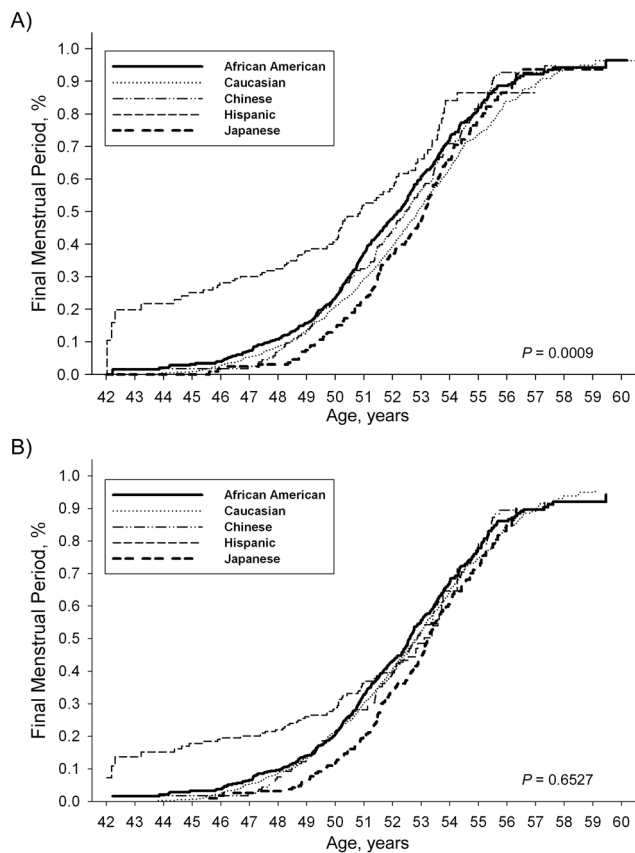 A)
1.0
0.9
0.8
0.7
0.6
0.5
0.4
0.3
0.2
0.1
0.0
Final Menstrual Period, %
African American
Caucasian
Chinese
Hispanic
Japanese
P = 0.0009
42 43 44 45 46 47 48 49 50 51 52 53 54 55 56 57 58 59 60
Age, years
B)
1.0
0.9
0.8
0.7
0.6
0.5
0.4
0.3
0.2
0.1
0.0
Final Menstrual Period, %
African American
Caucasian
Chinese
Hispanic
Japanese
P = 0.6527
42 43 44 45 46 47 48 49 50 51 52 53 54 55 56 57 58 59 60
Age, years